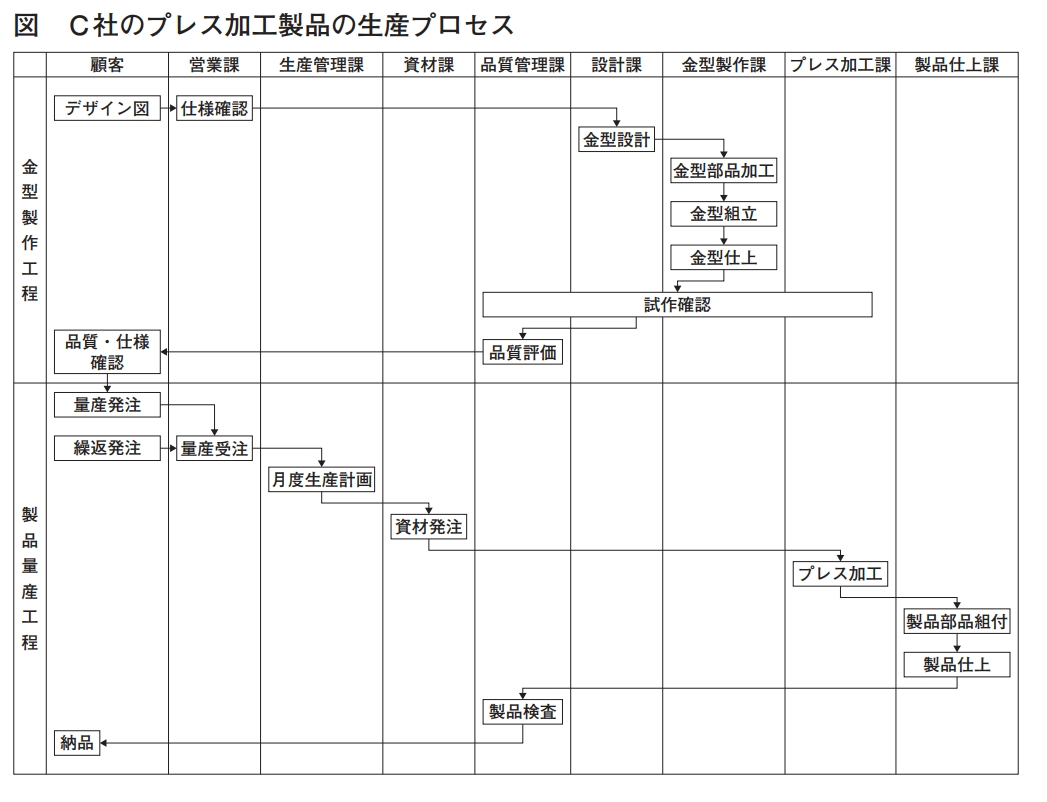 図 C社のプレス加工製品の生産プロセス
顧客 営業課 生産管理課 資材課 品質管理課 設計課 金型製作課 プレス加工課 製品仕上課
金型製作工程
デザイン図
仕様確認
金型設計
金型部品加工
金型組立
金型仕上
試作確認
品質評価
品質・仕様
確認
製品量産工程
量産発注
繰返発注
量産受注
月度生産計画
資材発注
プレス加工
製品部品組付
製品仕上
製品検査
納品